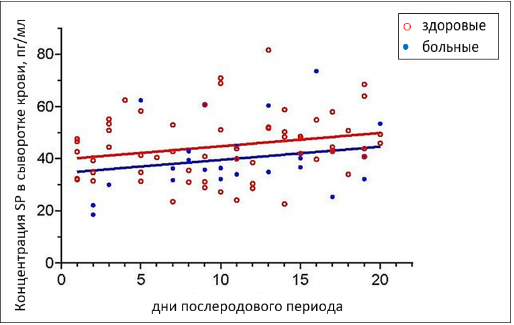 здоровые
больные
Концентрация SP в сыворотке крови, пг/мл
80
60
40
20
0
0 5 10 15 20
дни послеродового периода